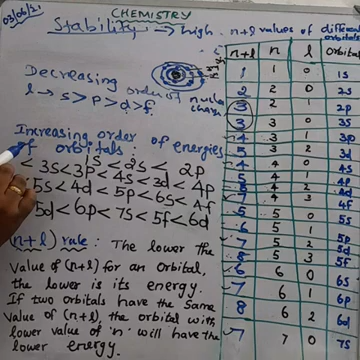 03/06/21
CHEMISTRY
Stability → high
n+l values of different orbitals
Decreasing order of nuclear charge
l → s > p > d > f.
Increasing order of energies of orbitals:
1s < 2s < 2p
< 3s < 3p < 4s < 3d < 4p
< 5s < 4d < 5p < 6s < 4f
< 5d < 6p < 7s < 5f < 6d
(n+l) rule: The lower the
value of (n+l) for an orbital,
the lower is its energy.
If two orbitals have the same
value of (n+l), the orbital with
lower value of 'n' will have the
lower energy.
n+l n l Orbital
1 1 0 1s
2 2 0 2s
3 2 1 2p
3 3 0 3s
4 3 1 3p
5 3 2 3d
4 4 0 4s
5 4 1 4p
6 4 2 4d
7 4 3 4f
5 5 0 5s
6 5 1 5p
7 5 2 5d
8 5 3 5f
6 6 0 6s
7 6 1 6p
8 6 2 6d
7 7 0 7s